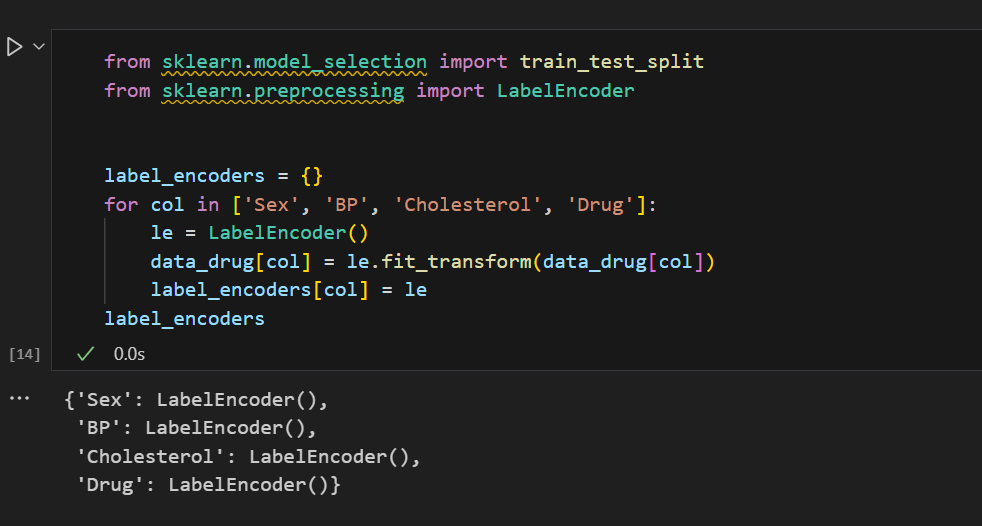 from sklearn.model_selection import train_test_split
from sklearn.preprocessing import LabelEncoder
label_encoders = {}
for col in ['Sex', 'BP', 'Cholesterol', 'Drug']:
    le = LabelEncoder()
    data_drug[col] = le.fit_transform(data_drug[col])
    label_encoders[col] = le
label_encoders
[14] 0.0s
{'Sex': LabelEncoder(),
 'BP': LabelEncoder(),
 'Cholesterol': LabelEncoder(),
 'Drug': LabelEncoder()}